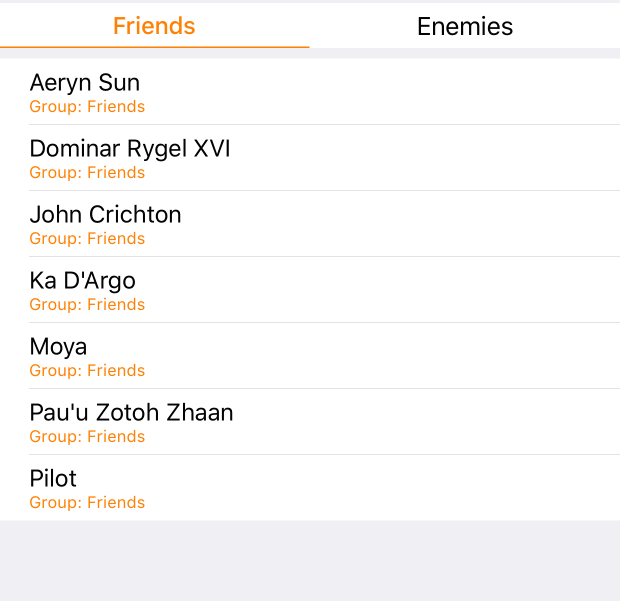 Friends Enemies
Aeryn Sun
Group: Friends
Dominar Rygel XVI
Group: Friends
John Crichton
Group: Friends
Ka D'Argo
Group: Friends
Moya
Group: Friends
Pau'u Zotoh Zhaan
Group: Friends
Pilot
Group: Friends